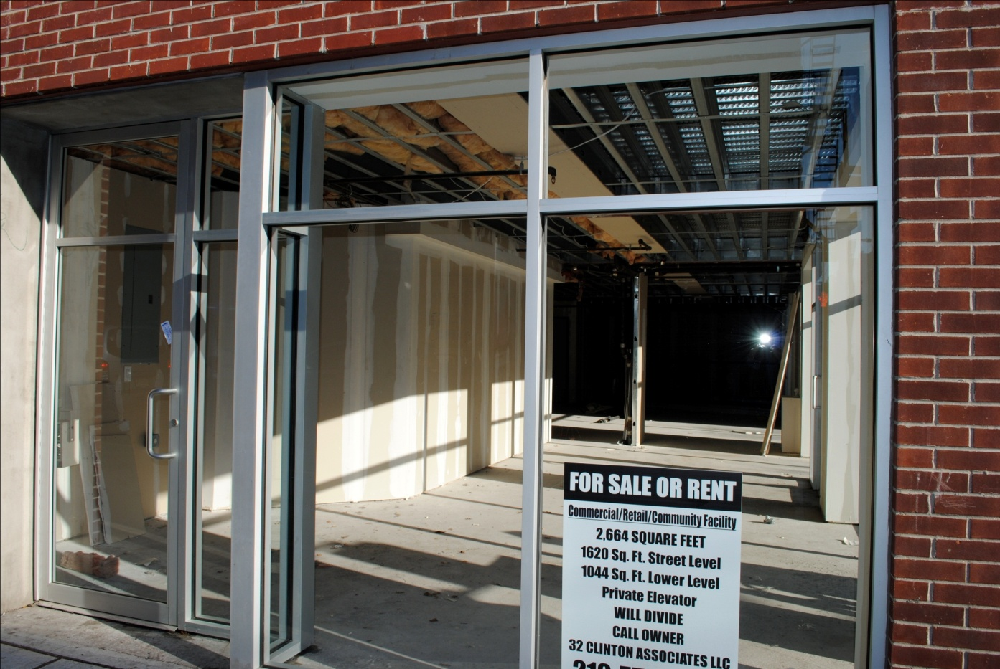 FOR SALE OR RENT
Commercial/Retail/Community Facility
2,664 SQUARE FEET
1620 Sq. Ft. Street Level
1044 Sq. Ft. Lower Level
Private Elevator
WILL DIVIDE
CALL OWNER
32 CLINTON ASSOCIATES LLC